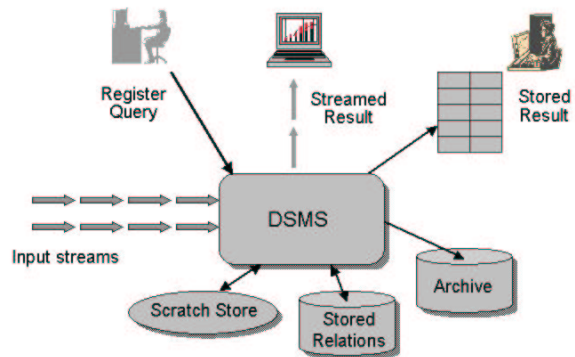 Register
Query
Streamed
Result
Stored
Result
DSMS
Input streams
Scratch Store
Stored
Relations
Archive